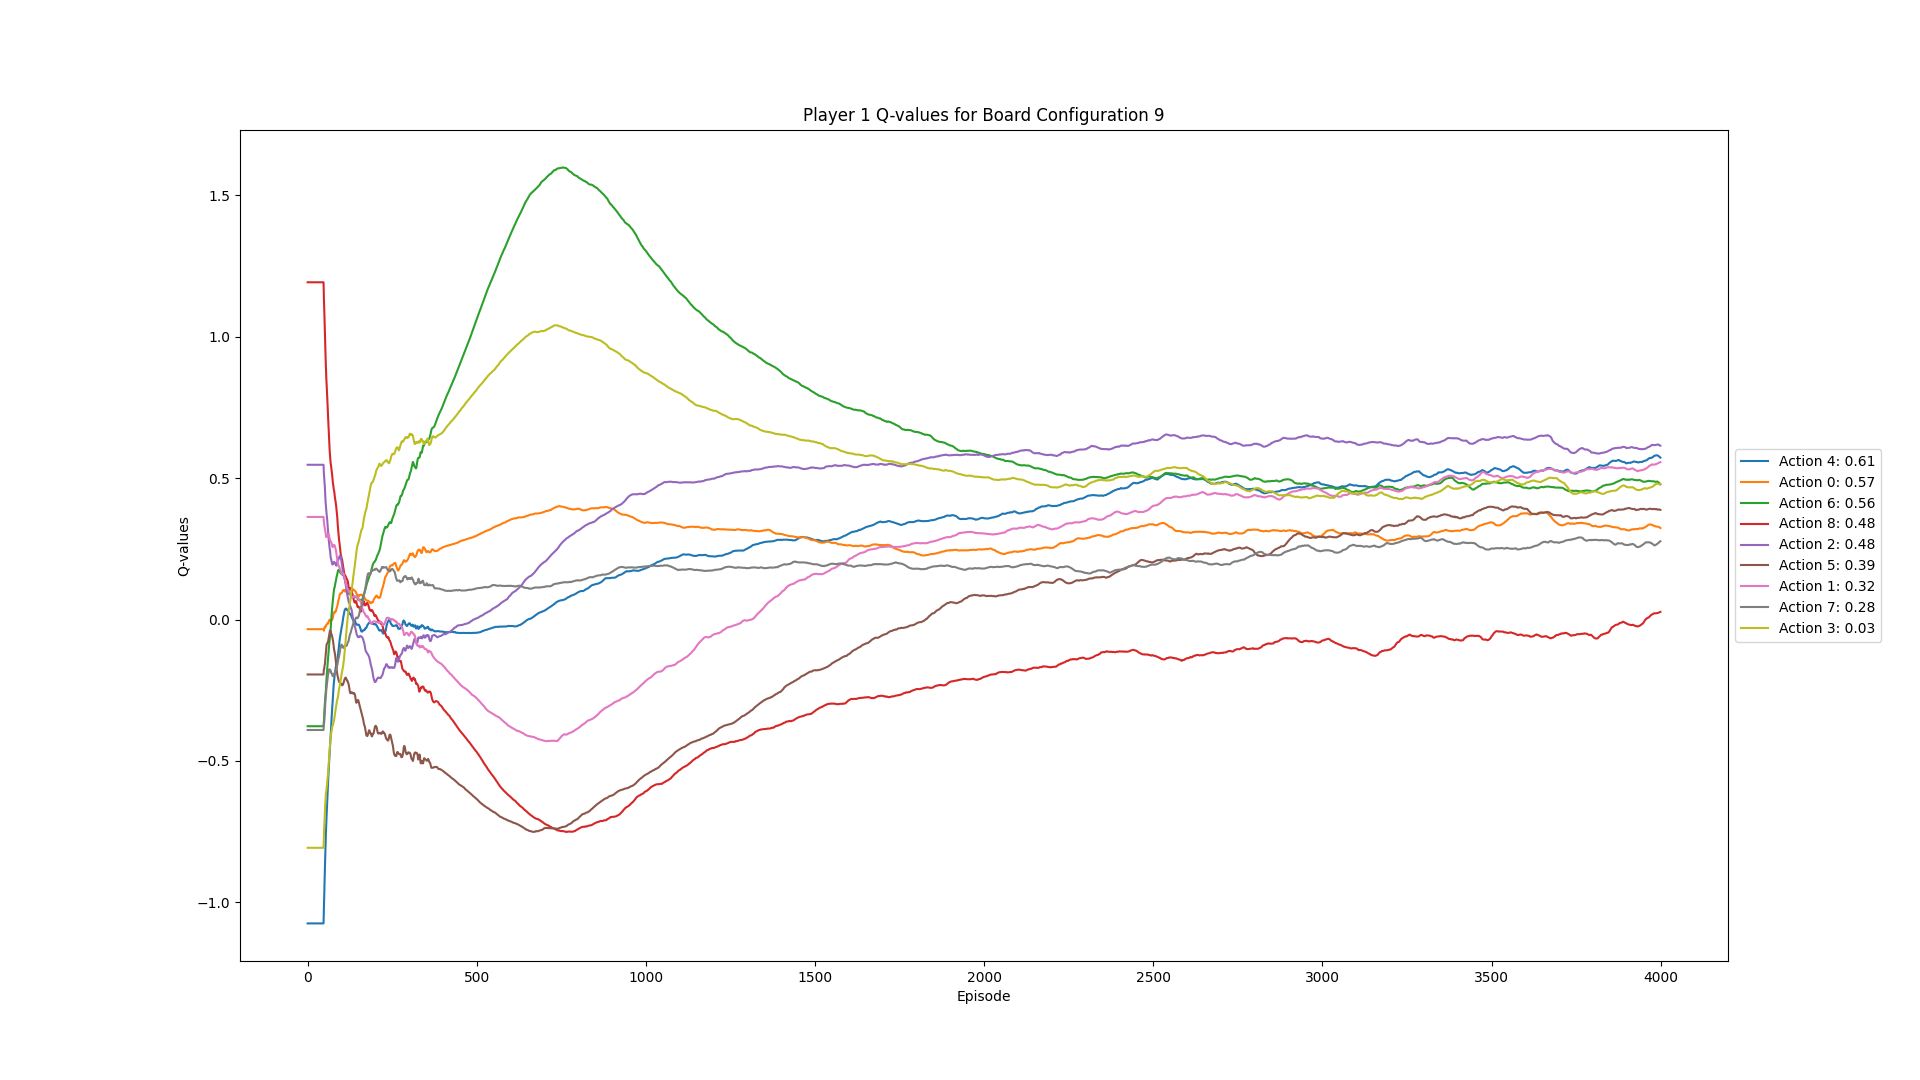 Player 1 Q-values for Board Configuration 9
Q-values
1.5
1.0
0.5
0.0
−0.5
−1.0
0
500
1000
1500
2000
2500
3000
3500
4000
Episode
Action 4: 0.61
Action 0: 0.57
Action 6: 0.56
Action 8: 0.48
Action 2: 0.48
Action 5: 0.39
Action 1: 0.32
Action 7: 0.28
Action 3: 0.03